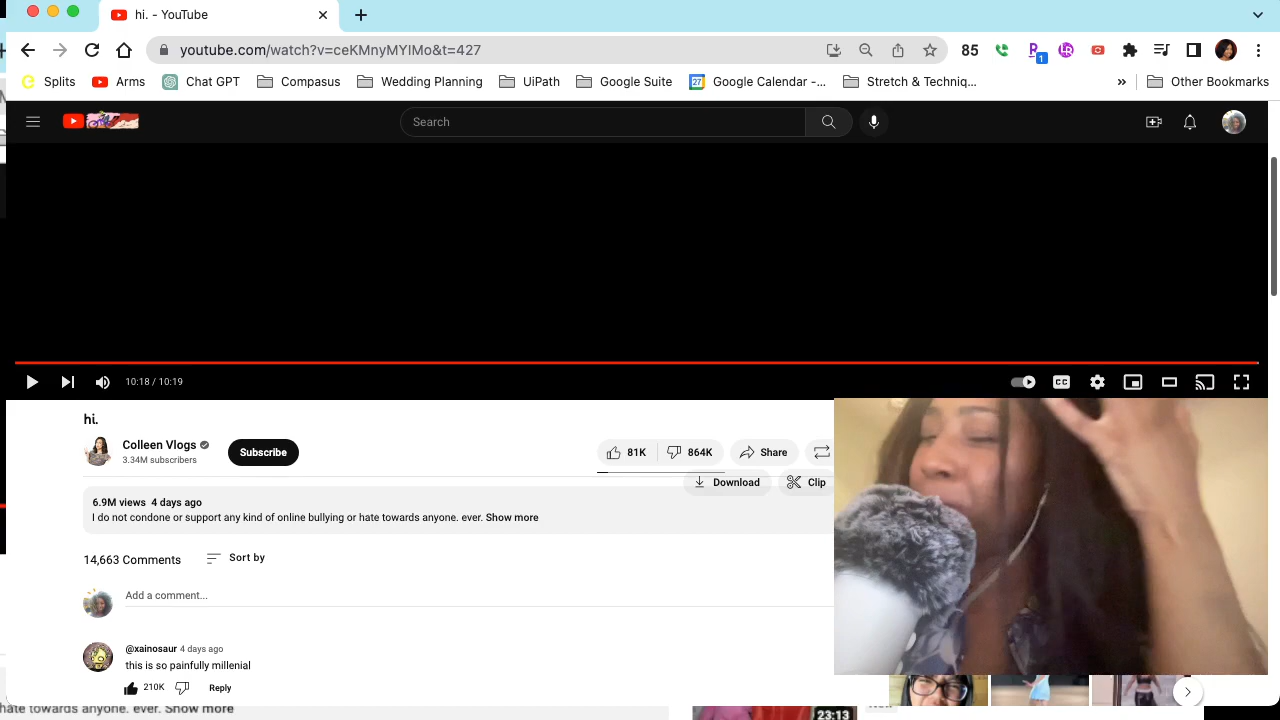 hi. - YouTube
youtube.com/watch?v=ceKMnyMYIMo&t=427
85
1
Splits
Arms
Chat GPT
Compasus
Wedding Planning
UiPath
Google Suite
27
Google Calendar -...
Stretch & Techniq...
»
Other Bookmarks
Search
10:18 / 10:19
CC
hi.
Colleen Vlogs
3.34M subscribers
Subscribe
81K
864K
Share
Download
Clip
6.9M views 4 days ago
I do not condone or support any kind of online bullying or hate towards anyone. ever. Show more
14,663 Comments
Sort by
Add a comment...
@xainosaur 4 days ago
this is so painfully millenial
210K
Reply
hate towards anyone. ever. Show more
23:13